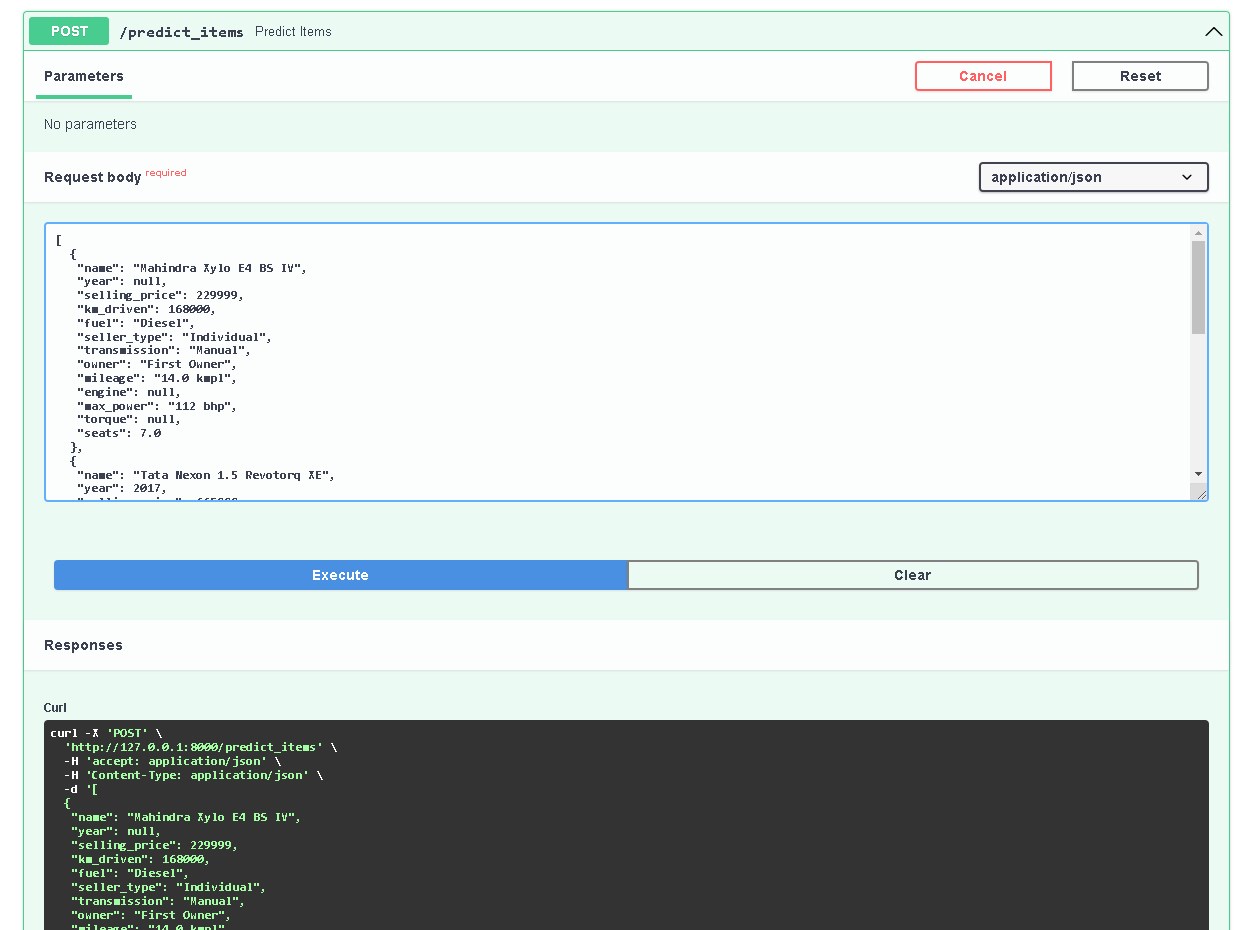 POST /predict_items Predict Items
Parameters
Cancel
Reset
No parameters
Request body required
application/json
[
  {
   "name": "Mahindra Xylo E4 BS IV",
   "year": null,
   "selling_price": 229999,
   "km_driven": 168000,
   "fuel": "Diesel",
   "seller_type": "Individual",
   "transmission": "Manual",
   "owner": "First Owner",
   "mileage": "14.0 kmpl",
   "engine": null,
   "max_power": "112 bhp",
   "torque": null,
   "seats": 7.0
  },
  {
   "name": "Tata Nexon 1.5 Revotorq XE",
   "year": 2017,
Execute
Clear
Responses
Curl
curl -X 'POST' \
  'http://127.0.0.1:8000/predict_items' \
  -H 'accept: application/json' \
  -H 'Content-Type: application/json' \
  -d '[
  {
   "name": "Mahindra Xylo E4 BS IV",
   "year": null,
   "selling_price": 229999,
   "km_driven": 168000,
   "fuel": "Diesel",
   "seller_type": "Individual",
   "transmission": "Manual",
   "owner": "First Owner",
   "mileage": "14.0 kmpl"